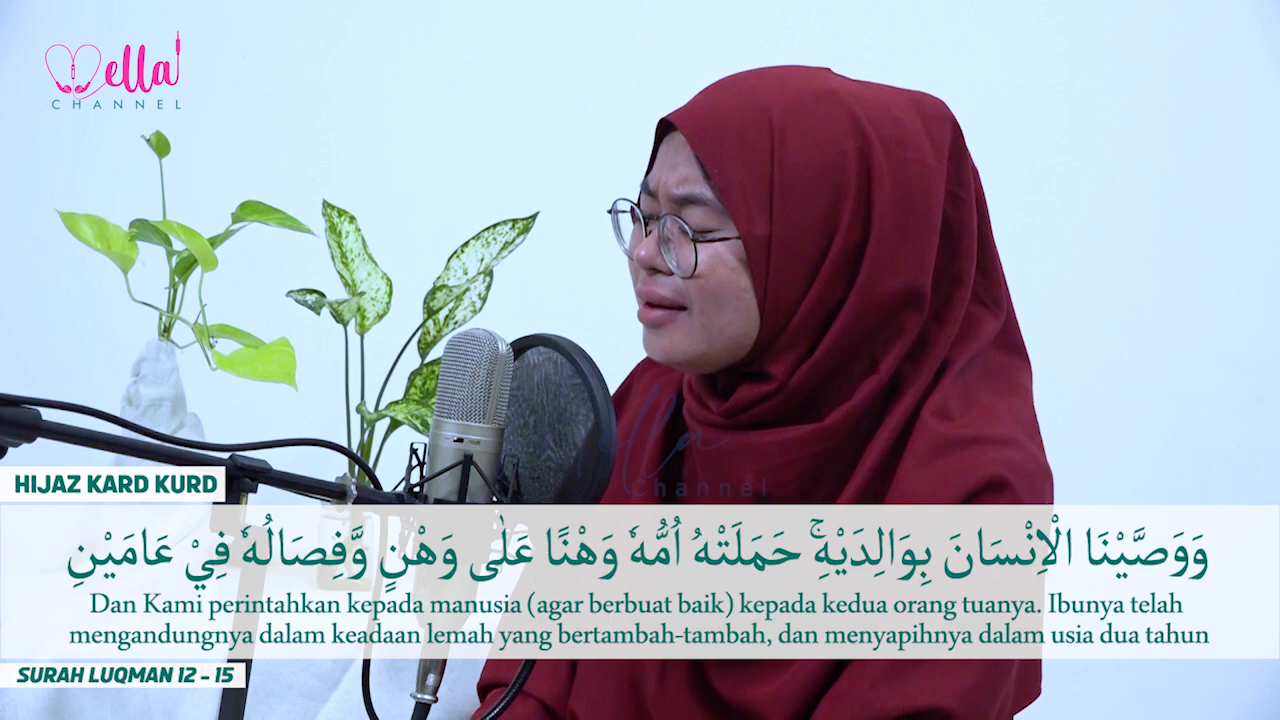 ella
CHANNEL
ella
Channel
HIJAZ KARD KURD
وَوَصَّيْنَا الْاِنْسَانَ بِوَالِدَيْهِۚ حَمَلَتْهُ اُمُّهٗ وَهْنًا عَلٰى وَهْنٍ وَّفِصَالُهٗ فِيْ عَامَيْنِ
Dan Kami perintahkan kepada manusia (agar berbuat baik) kepada kedua orang tuanya. Ibunya telah
mengandungnya dalam keadaan lemah yang bertambah-tambah, dan menyapihnya dalam usia dua tahun
SURAH LUQMAN 12 – 15